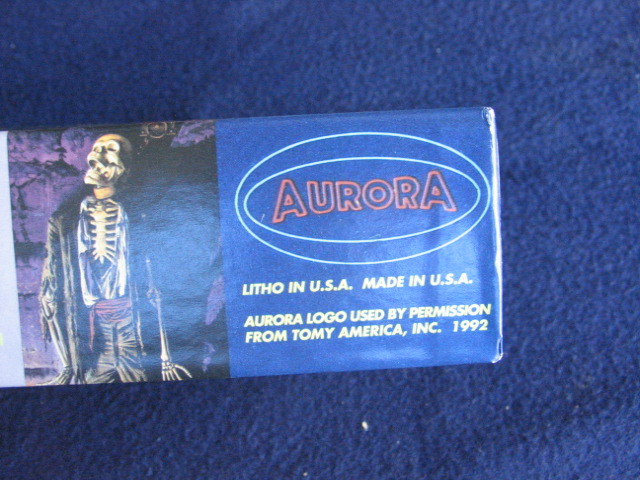 AURORA
LITHO IN U.S.A. MADE IN U.S.A.
AURORA LOGO USED BY PERMISSION
FROM TOMY AMERICA, INC. 1992